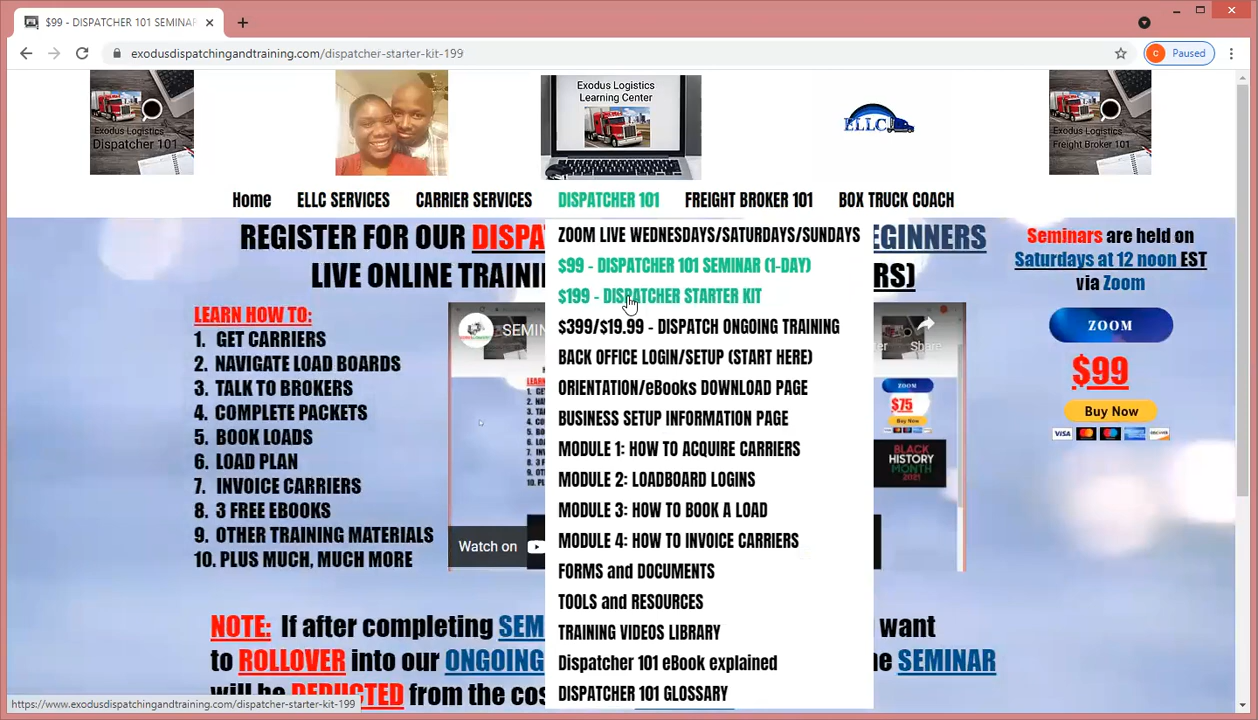 $99 - DISPATCHER 101 SEMINAR
exodusdispatchingandtraining.com/dispatcher-starter-kit-199
C Paused
Exodus Logistics
Dispatcher 101
Exodus Logistics
Learning Center
ELLC
Exodus Logistics
Freight Broker 101
Home ELLC SERVICES CARRIER SERVICES DISPATCHER 101 FREIGHT BROKER 101 BOX TRUCK COACH
REGISTER FOR OUR
LIVE ONLINE
LEARN HOW TO:
1. GET CARRIERS
2. NAVIGATE LOAD BOARDS
3. TALK TO BROKERS
4. COMPLETE PACKETS
5. BOOK LOADS
6. LOAD PLAN
7. INVOICE CARRIERS
8. 3 FREE EBOOKS
9. OTHER TRAINING MATERIALS
10. PLUS MUCH, MUCH MORE
Watch on
ZOOM LIVE WEDNESDAYS/SATURDAYS/SUNDAYS
$99 - DISPATCHER 101 SEMINAR (1-DAY)
$199 - DISPATCHER STARTER KIT
$399/$19.99 - DISPATCH ONGOING TRAINING
BACK OFFICE LOGIN/SETUP (START HERE)
ORIENTATION/eBooks DOWNLOAD PAGE
BUSINESS SETUP INFORMATION PAGE
MODULE 1: HOW TO ACQUIRE CARRIERS
MODULE 2: LOADBOARD LOGINS
MODULE 3: HOW TO BOOK A LOAD
MODULE 4: HOW TO INVOICE CARRIERS
FORMS and DOCUMENTS
TOOLS and RESOURCES
TRAINING VIDEOS LIBRARY
Dispatcher 101 eBook explained
DISPATCHER 101 GLOSSARY
Share
ZOOM
$75
Buy Now
BLACK
HISTORY
MONTH
2021
Seminars are held on
Saturdays at 12 noon EST
via Zoom
ZOOM
$99
Buy Now
VISA
DISCOVER
NOTE: If after completing
want
to ROLLOVER into our
SEMINAR
will be DEDUCTED from the
https://www.exodusdispatchingandtraining.com/dispatcher-starter-kit-199